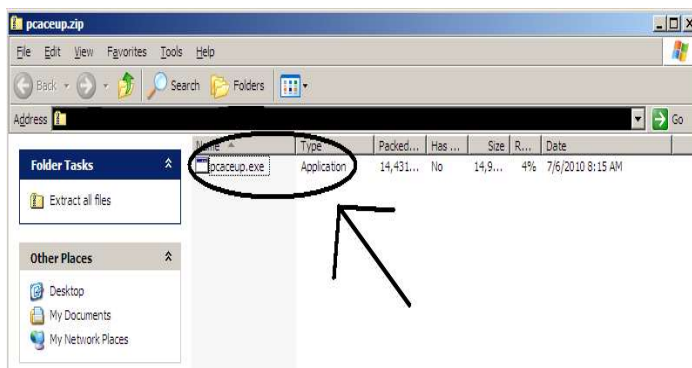 pcaceup.zip
File Edit View Favorites Tools Help
Back Search Folders
Address Go
Name Type Packed... Has ... Size R... Date
pcaceup.exe Application 14,431... No 14,9... 4% 7/6/2010 8:15 AM
Folder Tasks
Extract all files
Other Places
Desktop
My Documents
My Network Places